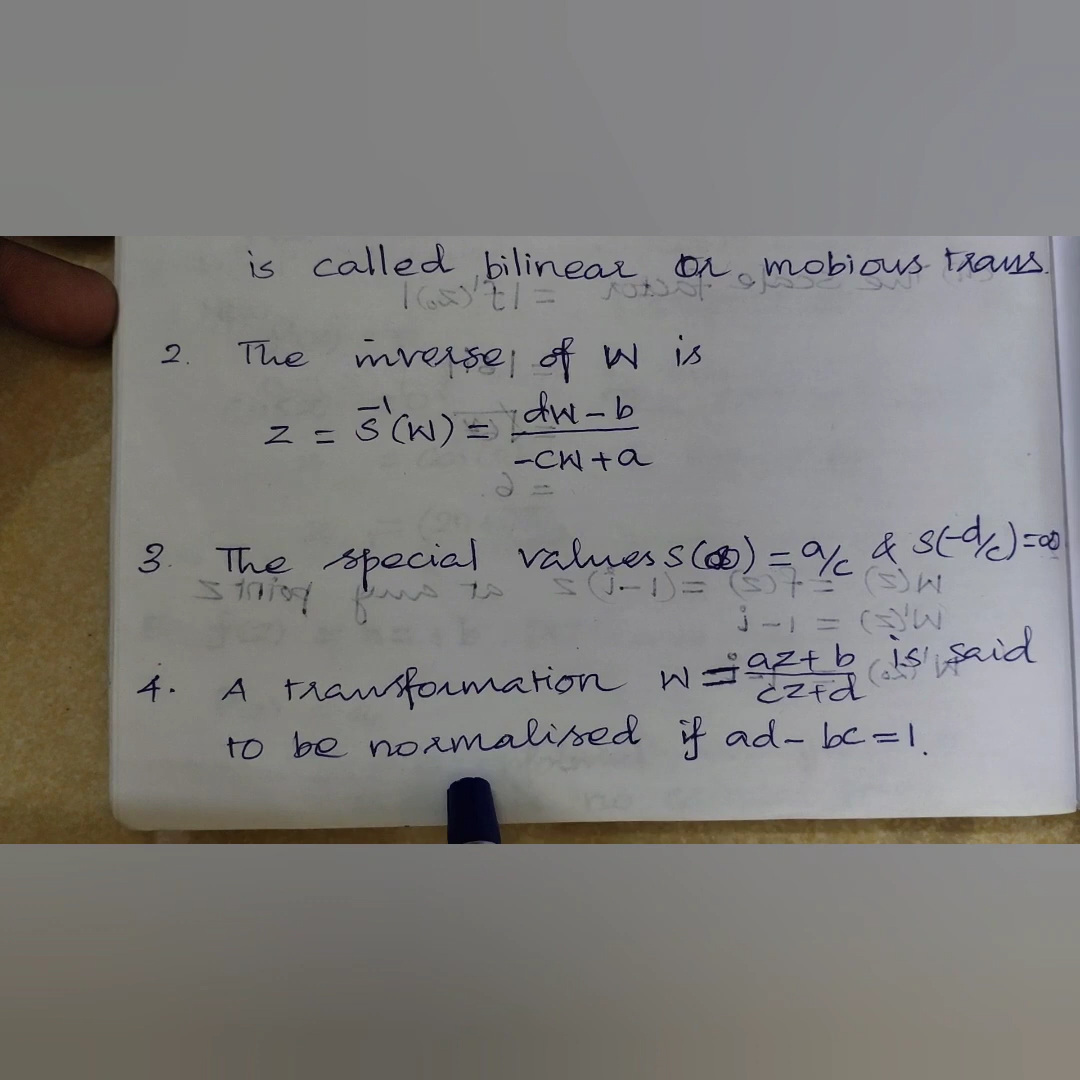 is called bilinear or mobious trans.
2. The inverse of W is
z = S⁻¹(W) = dW - b / -cW + a
3. The special values S(∞) = a/c & S(-d/c) = ∞
4. A transformation W = az + b / cz + d is said
to be normalised if ad - bc = 1.